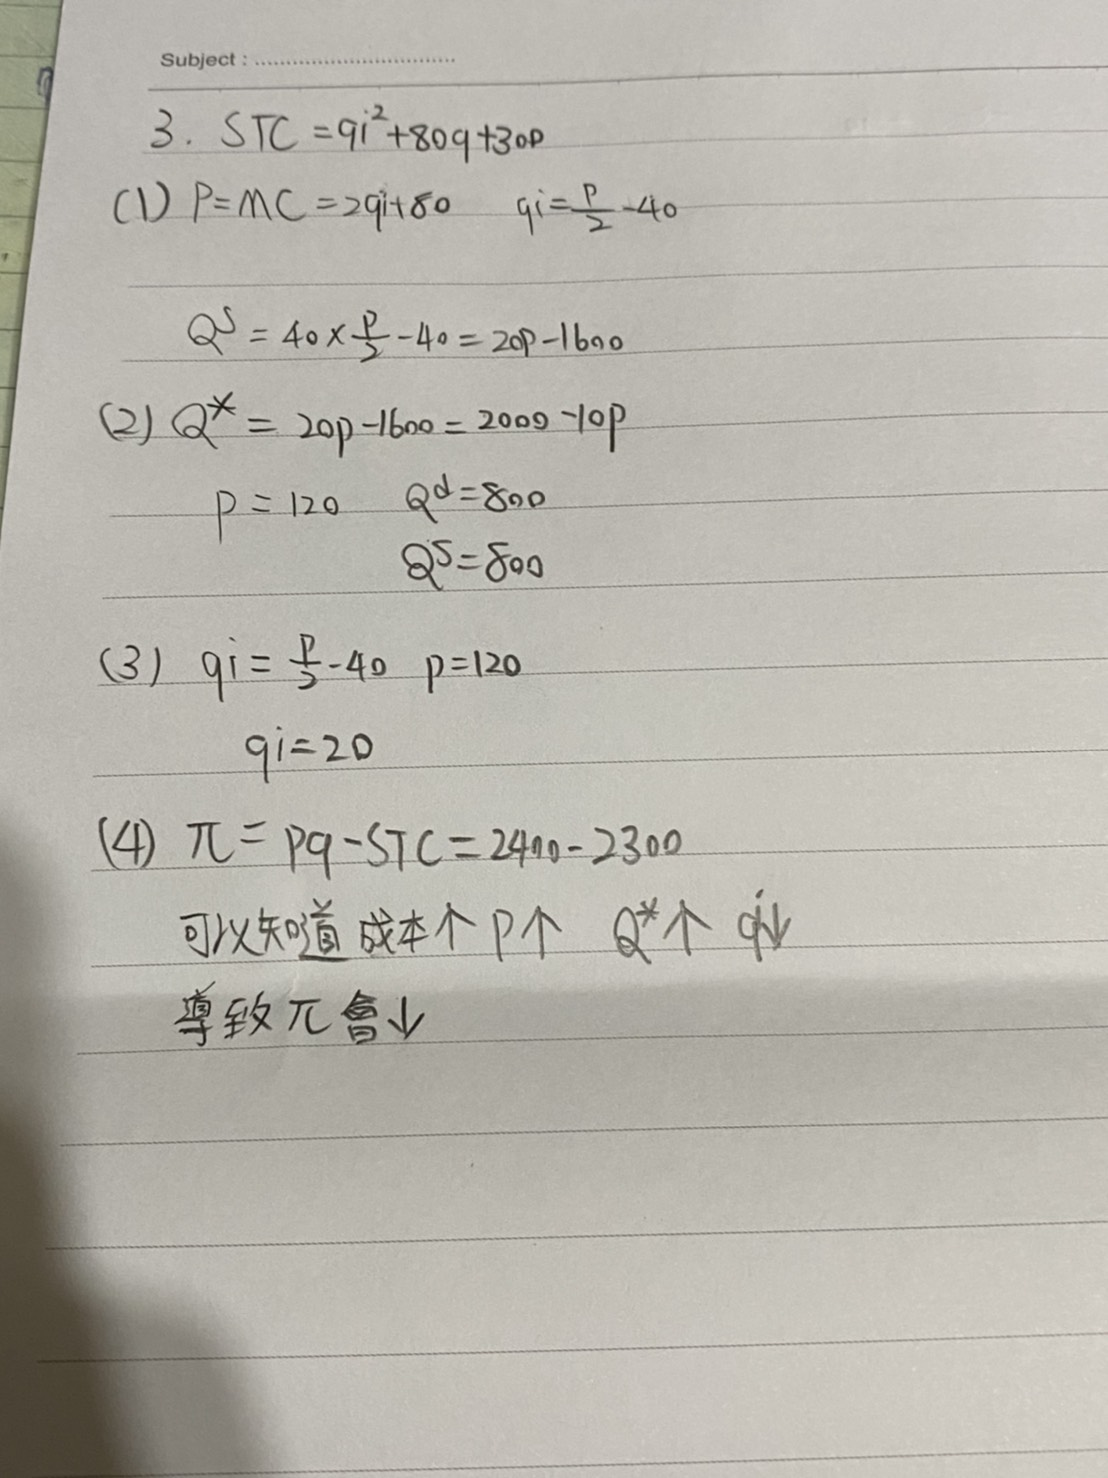 Subject : ................................
3. STC = qi²+80q+300
(1) P=MC=2qi+80 qi=P/2-40
Q^S = 40×P/2-40=20P-1600
(2) Q* = 20p-1600=2000-10p
P=120 Q^d=800
Q^S=800
(3) qi=P/2-40 p=120
qi=20
(4) π= pq-STC=2400-2300
可以知道 成本↑ P↑ Q*↑ qi↓
導致π會↓